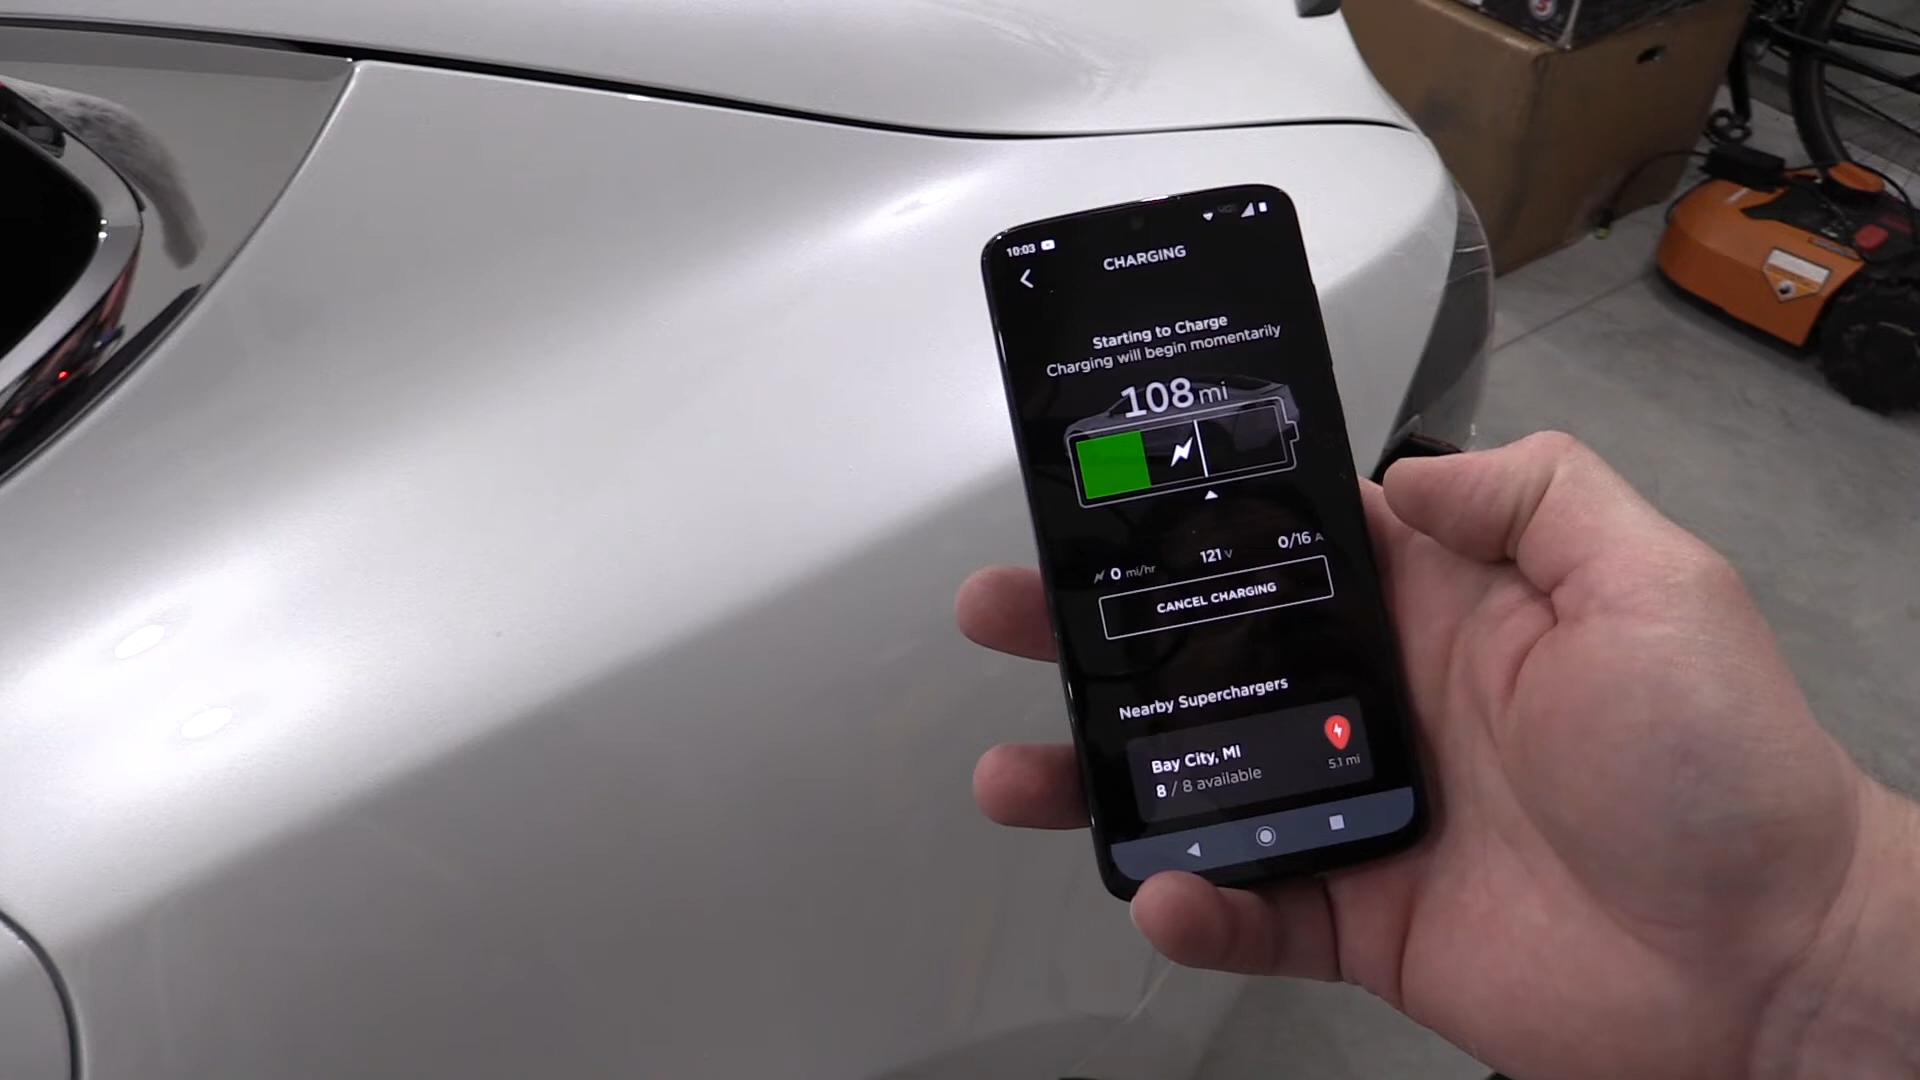 10:03
CHARGING
Starting to Charge
Charging will begin momentarily
108 mi
0 mi/hr 121 V 0/16 A
CANCEL CHARGING
Nearby Superchargers
Bay City, MI
8 / 8 available
5.1 mi